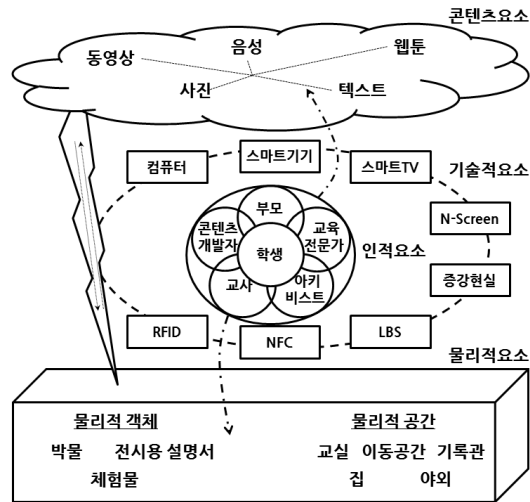 콘텐츠요소
동영상
음성
웹툰
사진
텍스트
컴퓨터
스마트기기
스마트TV
기술적요소
N-Screen
증강현실
LBS
NFC
RFID
인적요소
부모
콘텐츠
개발자
교육
전문가
학생
교사
아키
비스트
물리적요소
물리적 객체
박물
전시용 설명서
체험물
물리적 공간
교실 이동공간 기록관
집 야외